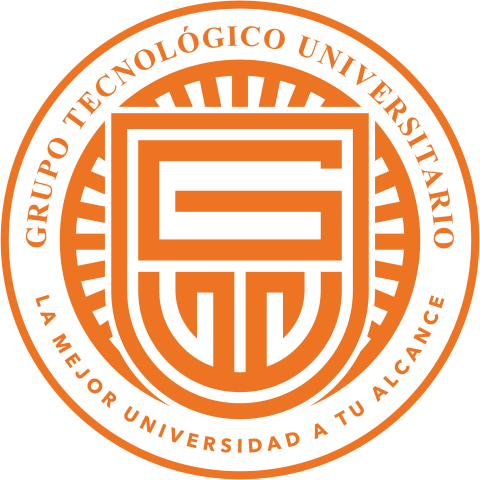 GRUPO TECNOLÓGICO UNIVERSITARIO
LA MEJOR UNIVERSIDAD A TU ALCANCE